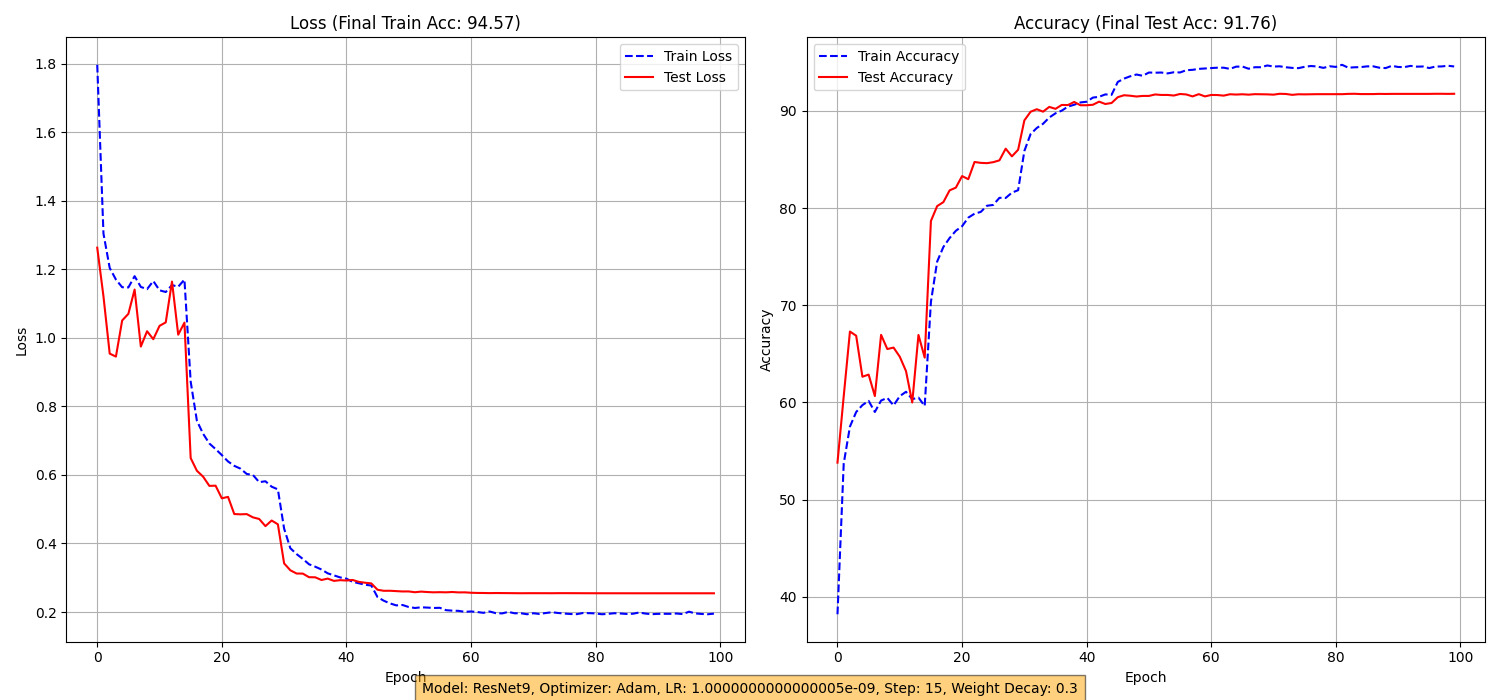 Loss (Final Train Acc: 94.57)
Train Loss
Test Loss
1.8
1.6
1.4
1.2
1.0
0.8
0.6
0.4
0.2
Loss
0 20 40 60 80 100
Epoch
Accuracy (Final Test Acc: 91.76)
Train Accuracy
Test Accuracy
90
80
70
60
50
40
Accuracy
0 20 40 60 80 100
Epoch
Model: ResNet9, Optimizer: Adam, LR: 1.0000000000000005e-09, Step: 15, Weight Decay: 0.3